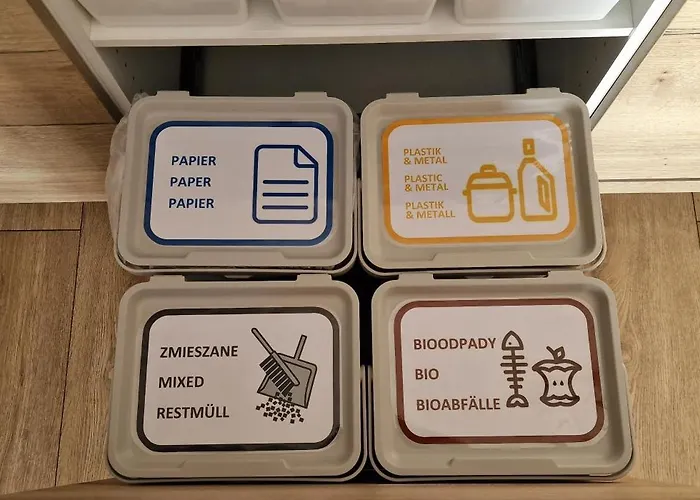 PAPIER
PAPER
PAPIER
PLASTIK
& METAL
PLASTIC
& METAL
PLASTIK
& METALL
ZMIESZANE
MIXED
RESTMÜLL
BIOODPADY
BIO
BIOABFÄLLE